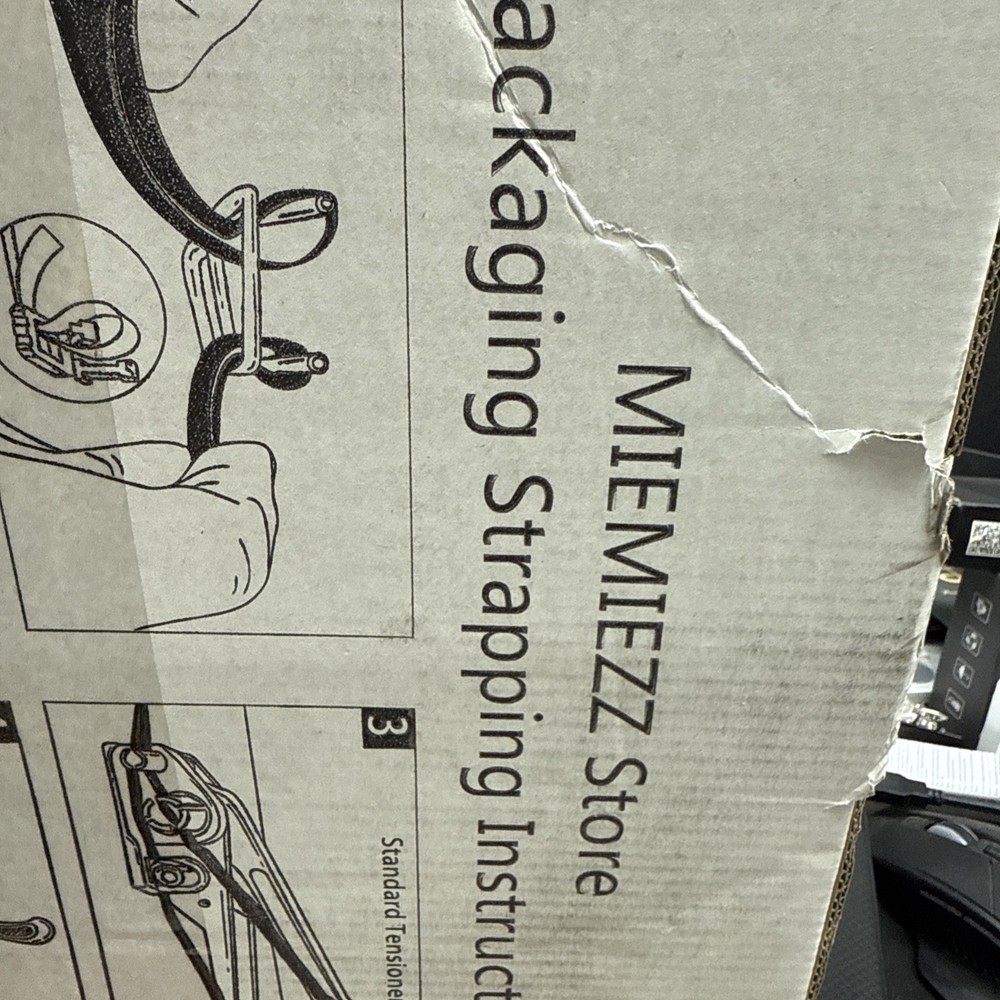 MIEMIEZZ Store
ackaging Strapping Instruct
3
Standard Tensione